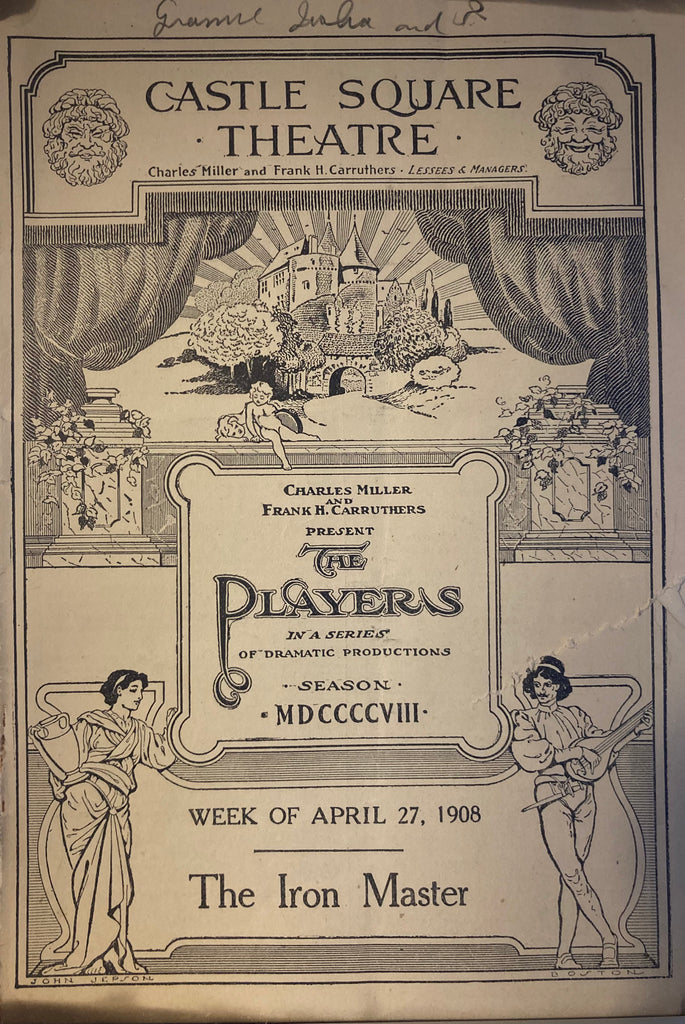 and
CASTLE SQUARE
· THEATRE ·
Charles Miller and Frank H. Carruthers · LESSEES & MANAGERS.
CHARLES MILLER
AND
FRANK H. CARRUTHERS
PRESENT
THE
PLAYERS
IN A SERIES
OF DRAMATIC PRODUCTIONS
· SEASON ·
· MDCCCCVIII ·
WEEK OF APRIL 27, 1908
The Iron Master
JOHN JEPSON
BOSTON